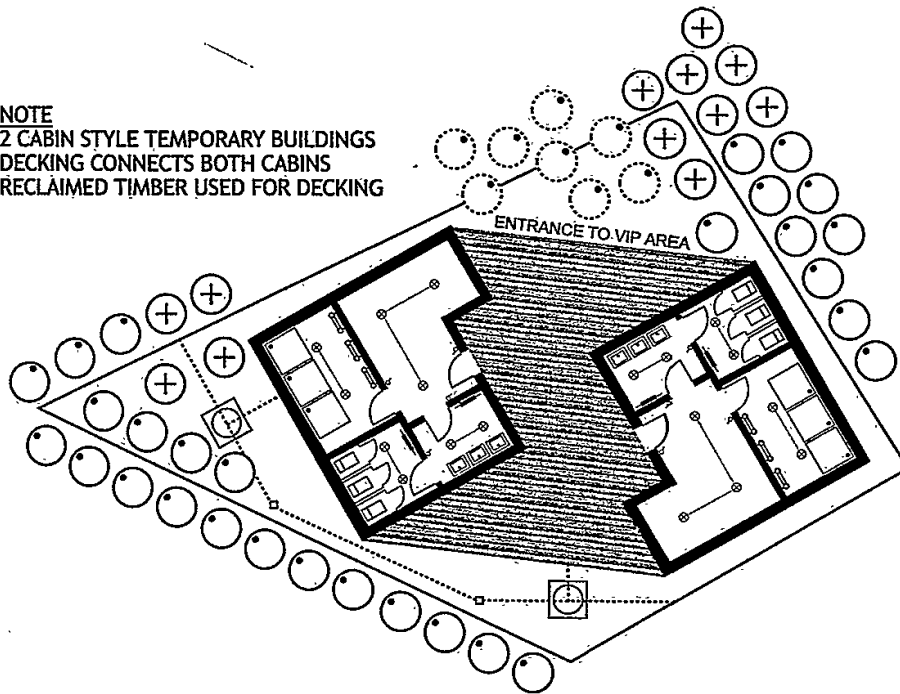 NOTE
2 CABIN STYLE TEMPORARY BUILDINGS
DECKING CONNECTS BOTH CABINS
RECLAIMED TIMBER USED FOR DECKING
ENTRANCE TO VIP AREA